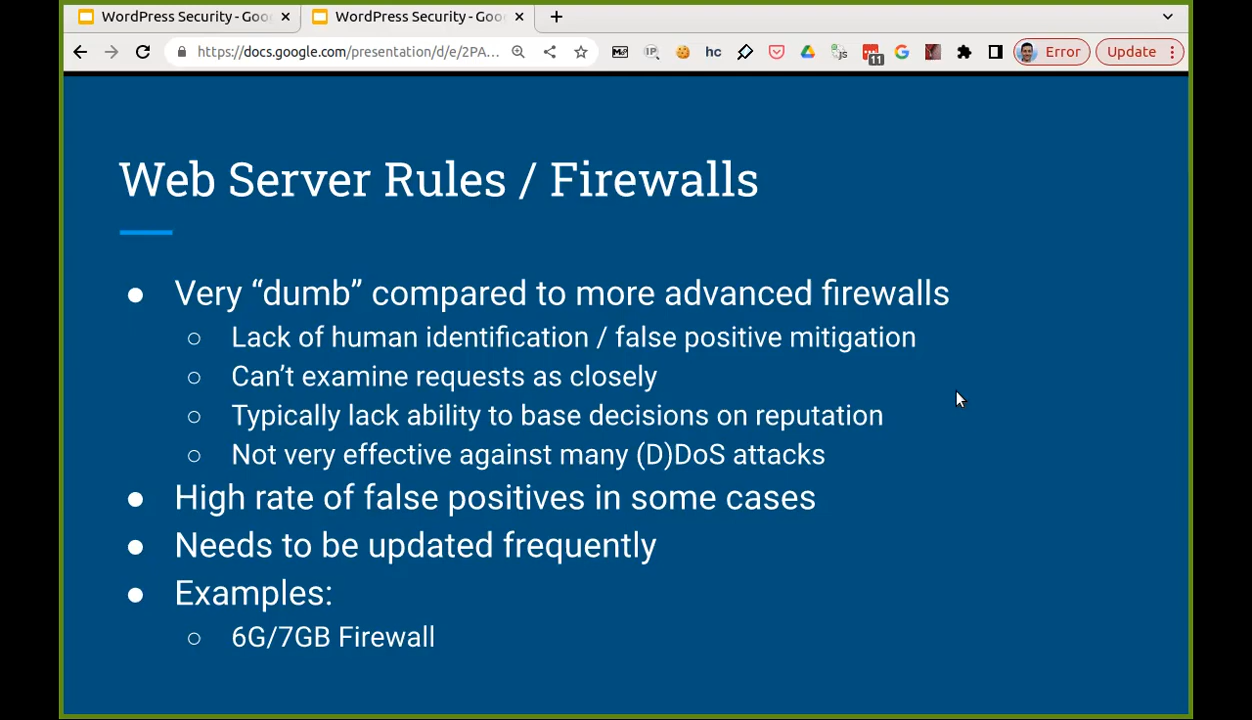 WordPress Security - Goo
WordPress Security - Goo
https://docs.google.com/presentation/d/e/2PA...
hc
11
Error
Update
Web Server Rules / Firewalls
● Very “dumb” compared to more advanced firewalls
○ Lack of human identification / false positive mitigation
○ Can’t examine requests as closely
○ Typically lack ability to base decisions on reputation
○ Not very effective against many (D)DoS attacks
● High rate of false positives in some cases
● Needs to be updated frequently
● Examples:
○ 6G/7GB Firewall